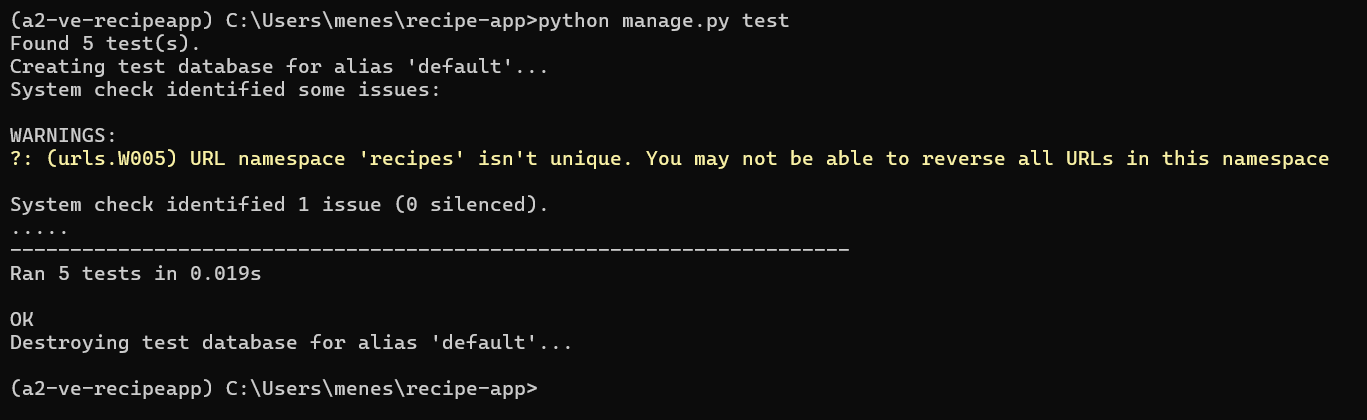 (a2-ve-recipeapp) C:\Users\menes\recipe-app>python manage.py test
Found 5 test(s).
Creating test database for alias 'default'...
System check identified some issues:
WARNINGS:
?: (urls.W005) URL namespace 'recipes' isn't unique. You may not be able to reverse all URLs in this namespace
System check identified 1 issue (0 silenced).
.....
----------------------------------------------------------------------
Ran 5 tests in 0.019s
OK
Destroying test database for alias 'default'...
(a2-ve-recipeapp) C:\Users\menes\recipe-app>